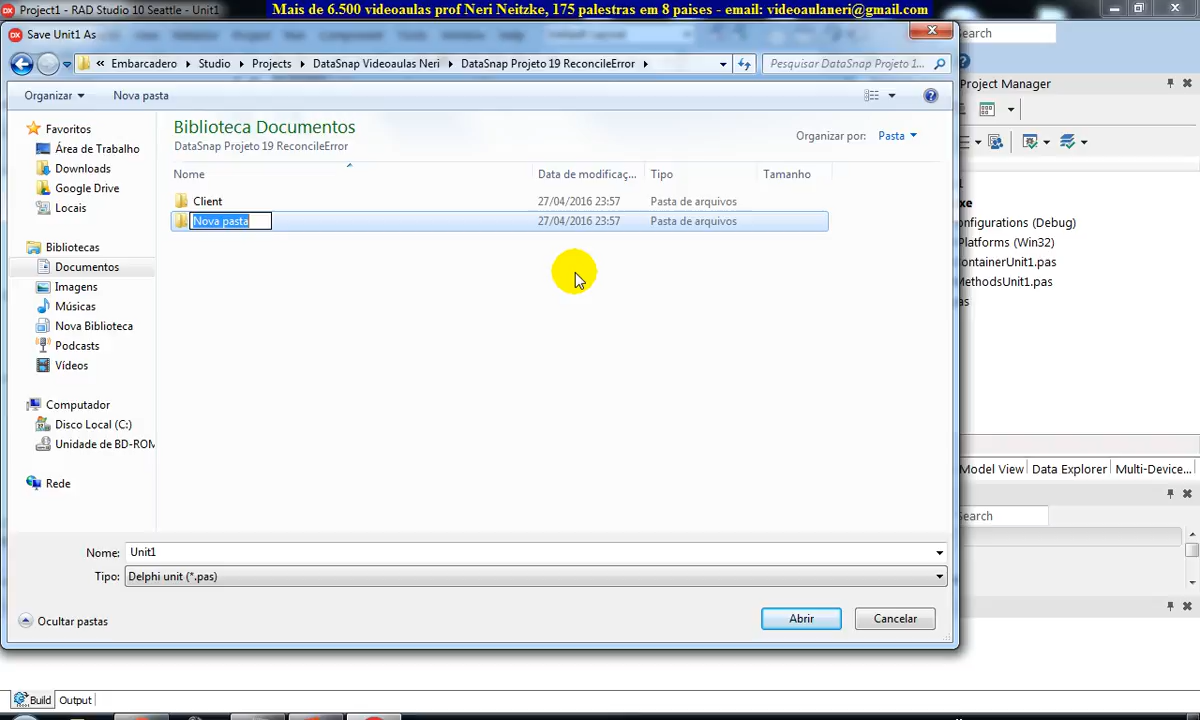 Project1 - RAD Studio 10 Seattle - Unit1
Mais de 6.500 videoaulas prof Neri Neitzke, 175 palestras em 8 paises - email: videoaulaneri@gmail.com
Save Unit1 As
earch
« Embarcadero Studio Projects DataSnap Videoaulas Neri DataSnap Projeto 19 ReconcileError
Pesquisar DataSnap Projeto 1...
Project Manager
Organizar Nova pasta
Favoritos
Área de Trabalho
Downloads
Google Drive
Locais
Bibliotecas
Documentos
Imagens
Músicas
Nova Biblioteca
Podcasts
Vídeos
Computador
Disco Local (C:)
Unidade de BD-ROM
Rede
Biblioteca Documentos
DataSnap Projeto 19 ReconcileError
Organizar por: Pasta
Nome Data de modificaç... Tipo Tamanho
Client 27/04/2016 23:57 Pasta de arquivos
Nova pasta 27/04/2016 23:57 Pasta de arquivos
Nome: Unit1
Tipo: Delphi unit (*.pas)
Ocultar pastas
Abrir
Cancelar
1
xe
onfigurations (Debug)
Platforms (Win32)
ontainerUnit1.pas
MethodsUnit1.pas
as
Model View Data Explorer Multi-Device...
earch
Build Output